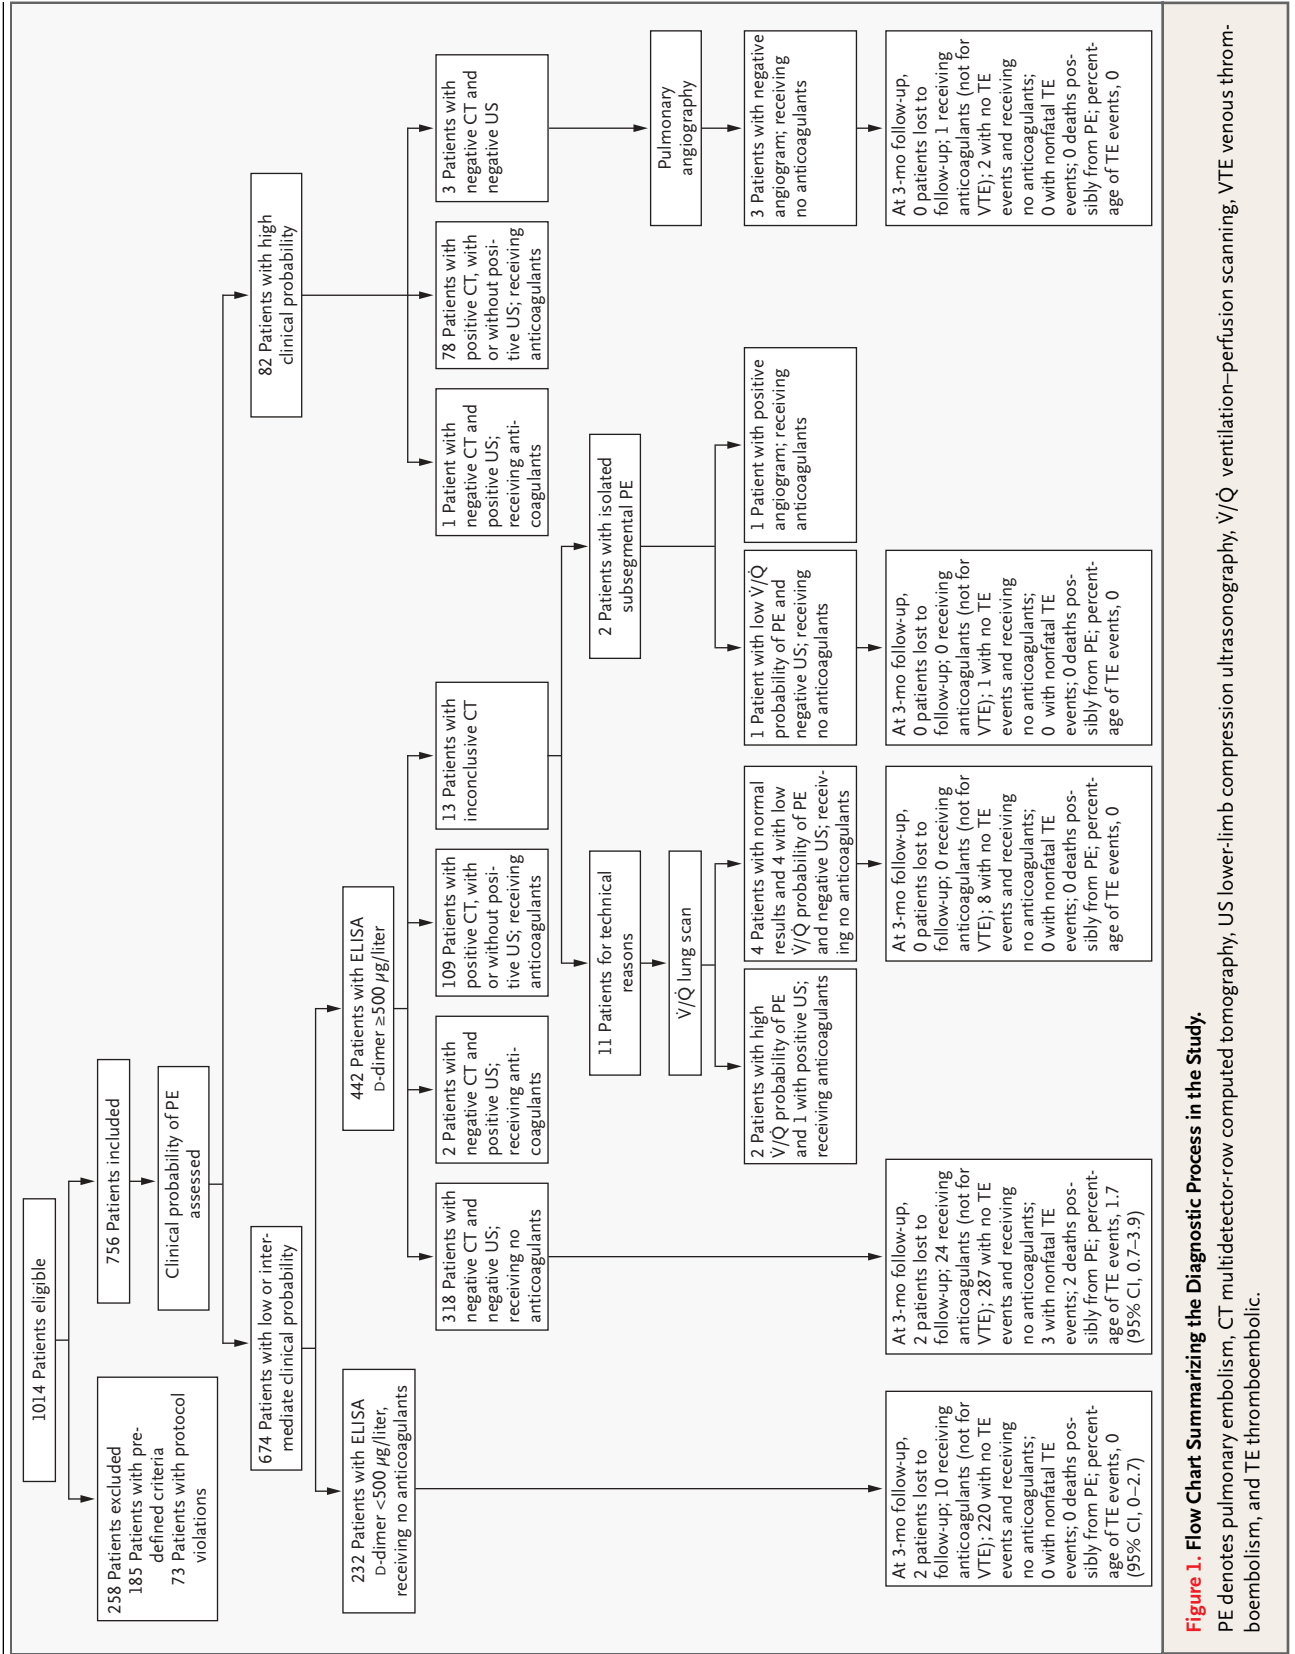 1014 Patients eligible
258 Patients excluded
185 Patients with pre-
defined criteria
73 Patients with protocol
violations
756 Patients included
Clinical probability of PE
assessed
674 Patients with low or inter-
mediate clinical probability
82 Patients with high
clinical probability
232 Patients with ELISA
D-dimer <500 µg/liter,
receiving no anticoagulants
442 Patients with ELISA
D-dimer ≥500 µg/liter
318 Patients with
negative CT and
negative US;
receiving no
anticoagulants
2 Patients with
negative CT and
positive US;
receiving anti-
coagulants
109 Patients with
positive CT, with
or without posi-
tive US; receiving
anticoagulants
13 Patients with
inconclusive CT
1 Patient with
negative CT and
positive US;
receiving anti-
coagulants
78 Patients with
positive CT, with
or without posi-
tive US; receiving
anticoagulants
3 Patients with
negative CT and
negative US
11 Patients for technical
reasons
2 Patients with isolated
subsegmental PE
V̇/Q̇ lung scan
Pulmonary
angiography
2 Patients with high
V̇/Q̇ probability of PE
and 1 with positive US;
receiving anticoagulants
4 Patients with normal
results and 4 with low
V̇/Q̇ probability of PE
and negative US; receiv-
ing no anticoagulants
1 Patient with low V̇/Q̇
probability of PE and
negative US; receiving
no anticoagulants
1 Patient with positive
angiogram; receiving
anticoagulants
3 Patients with negative
angiogram; receiving
no anticoagulants
At 3-mo follow-up,
2 patients lost to
follow-up; 10 receiving
anticoagulants (not for
VTE); 220 with no TE
events and receiving
no anticoagulants;
0 with nonfatal TE
events; 0 deaths pos-
sibly from PE; percent-
age of TE events, 0
(95% CI, 0–2.7)
At 3-mo follow-up,
2 patients lost to
follow-up; 24 receiving
anticoagulants (not for
VTE); 287 with no TE
events and receiving
no anticoagulants;
3 with nonfatal TE
events; 2 deaths pos-
sibly from PE; percent-
age of TE events, 1.7
(95% CI, 0.7–3.9)
At 3-mo follow-up,
0 patients lost to
follow-up; 0 receiving
anticoagulants (not for
VTE); 8 with no TE
events and receiving
no anticoagulants;
0 with nonfatal TE
events; 0 deaths pos-
sibly from PE; percent-
age of TE events, 0
At 3-mo follow-up,
0 patients lost to
follow-up; 0 receiving
anticoagulants (not for
VTE); 1 with no TE
events and receiving
no anticoagulants;
0 with nonfatal TE
events; 0 deaths pos-
sibly from PE; percent-
age of TE events, 0
At 3-mo follow-up,
0 patients lost to
follow-up; 1 receiving
anticoagulants (not for
VTE); 2 with no TE
events and receiving
no anticoagulants;
0 with nonfatal TE
events; 0 deaths pos-
sibly from PE; percent-
age of TE events, 0
Figure 1. Flow Chart Summarizing the Diagnostic Process in the Study.
PE denotes pulmonary embolism, CT multidetector-row computed tomography, US lower-limb compression ultrasonography, V̇/Q̇ ventilation–perfusion scanning, VTE venous throm-
boembolism, and TE thromboembolic.